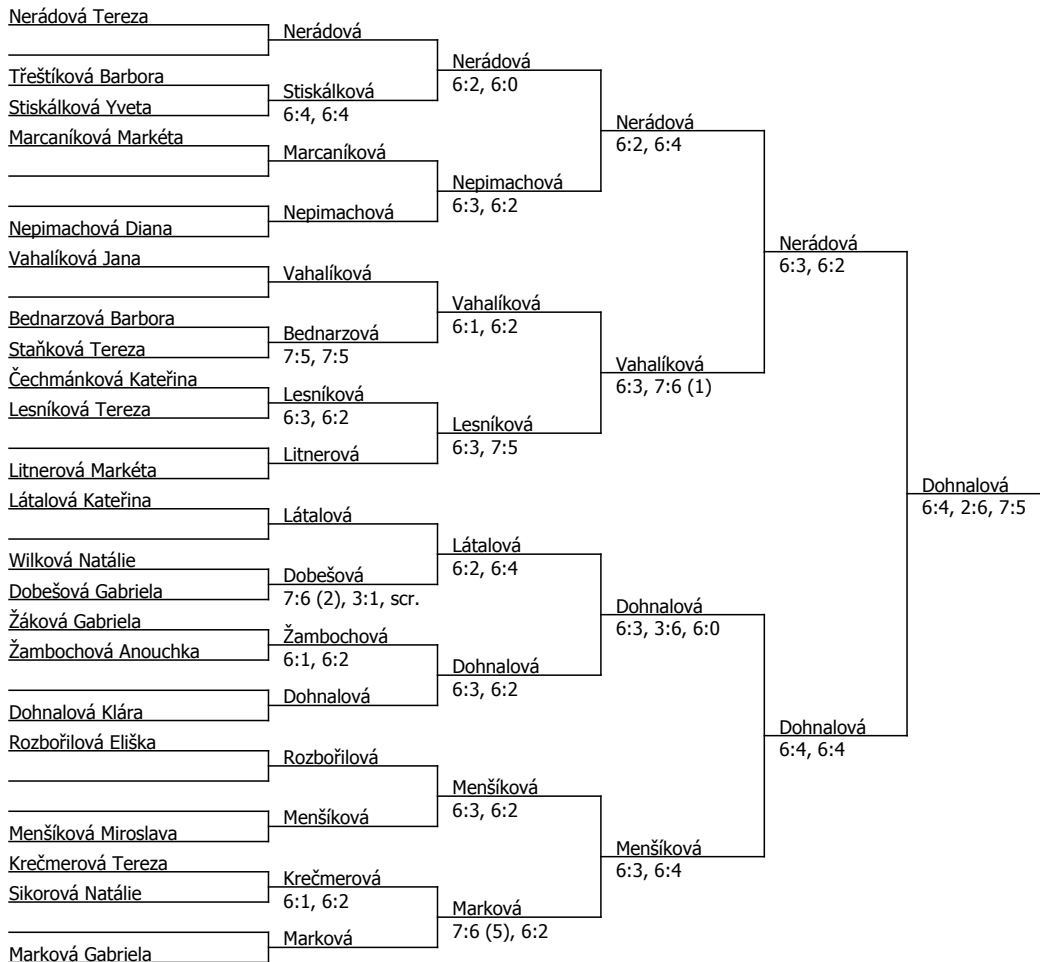 Nerádová Tereza
Nerádová
Nerádová
6:2, 6:0
Třeštíková Barbora
Stiskálková
6:4, 6:4
Stiskálková Yveta
Nerádová
6:2, 6:4
Marcaníková Markéta
Marcaníková
Nepimachová
6:3, 6:2
Nepimachová
Nepimachová Diana
Nerádová
6:3, 6:2
Vahalíková Jana
Vahalíková
Vahalíková
6:1, 6:2
Bednarzová Barbora
Bednarzová
7:5, 7:5
Staňková Tereza
Vahalíková
6:3, 7:6 (1)
Čechmánková Kateřina
Lesníková
6:3, 6:2
Lesníková Tereza
Lesníková
6:3, 7:5
Litnerová
Litnerová Markéta
Dohnalová
6:4, 2:6, 7:5
Látalová Kateřina
Látalová
Látalová
6:2, 6:4
Wilková Natálie
Dobešová
7:6 (2), 3:1, scr.
Dobešová Gabriela
Dohnalová
6:3, 3:6, 6:0
Žáková Gabriela
Žambochová
6:1, 6:2
Žambochová Anouchka
Dohnalová
6:3, 6:2
Dohnalová
Dohnalová Klára
Dohnalová
6:4, 6:4
Rozbořilová Eliška
Rozbořilová
Menšíková
6:3, 6:2
Menšíková
Menšíková Miroslava
Menšíková
6:3, 6:4
Krečmerová Tereza
Krečmerová
6:1, 6:2
Sikorová Natálie
Marková
7:6 (5), 6:2
Marková
Marková Gabriela